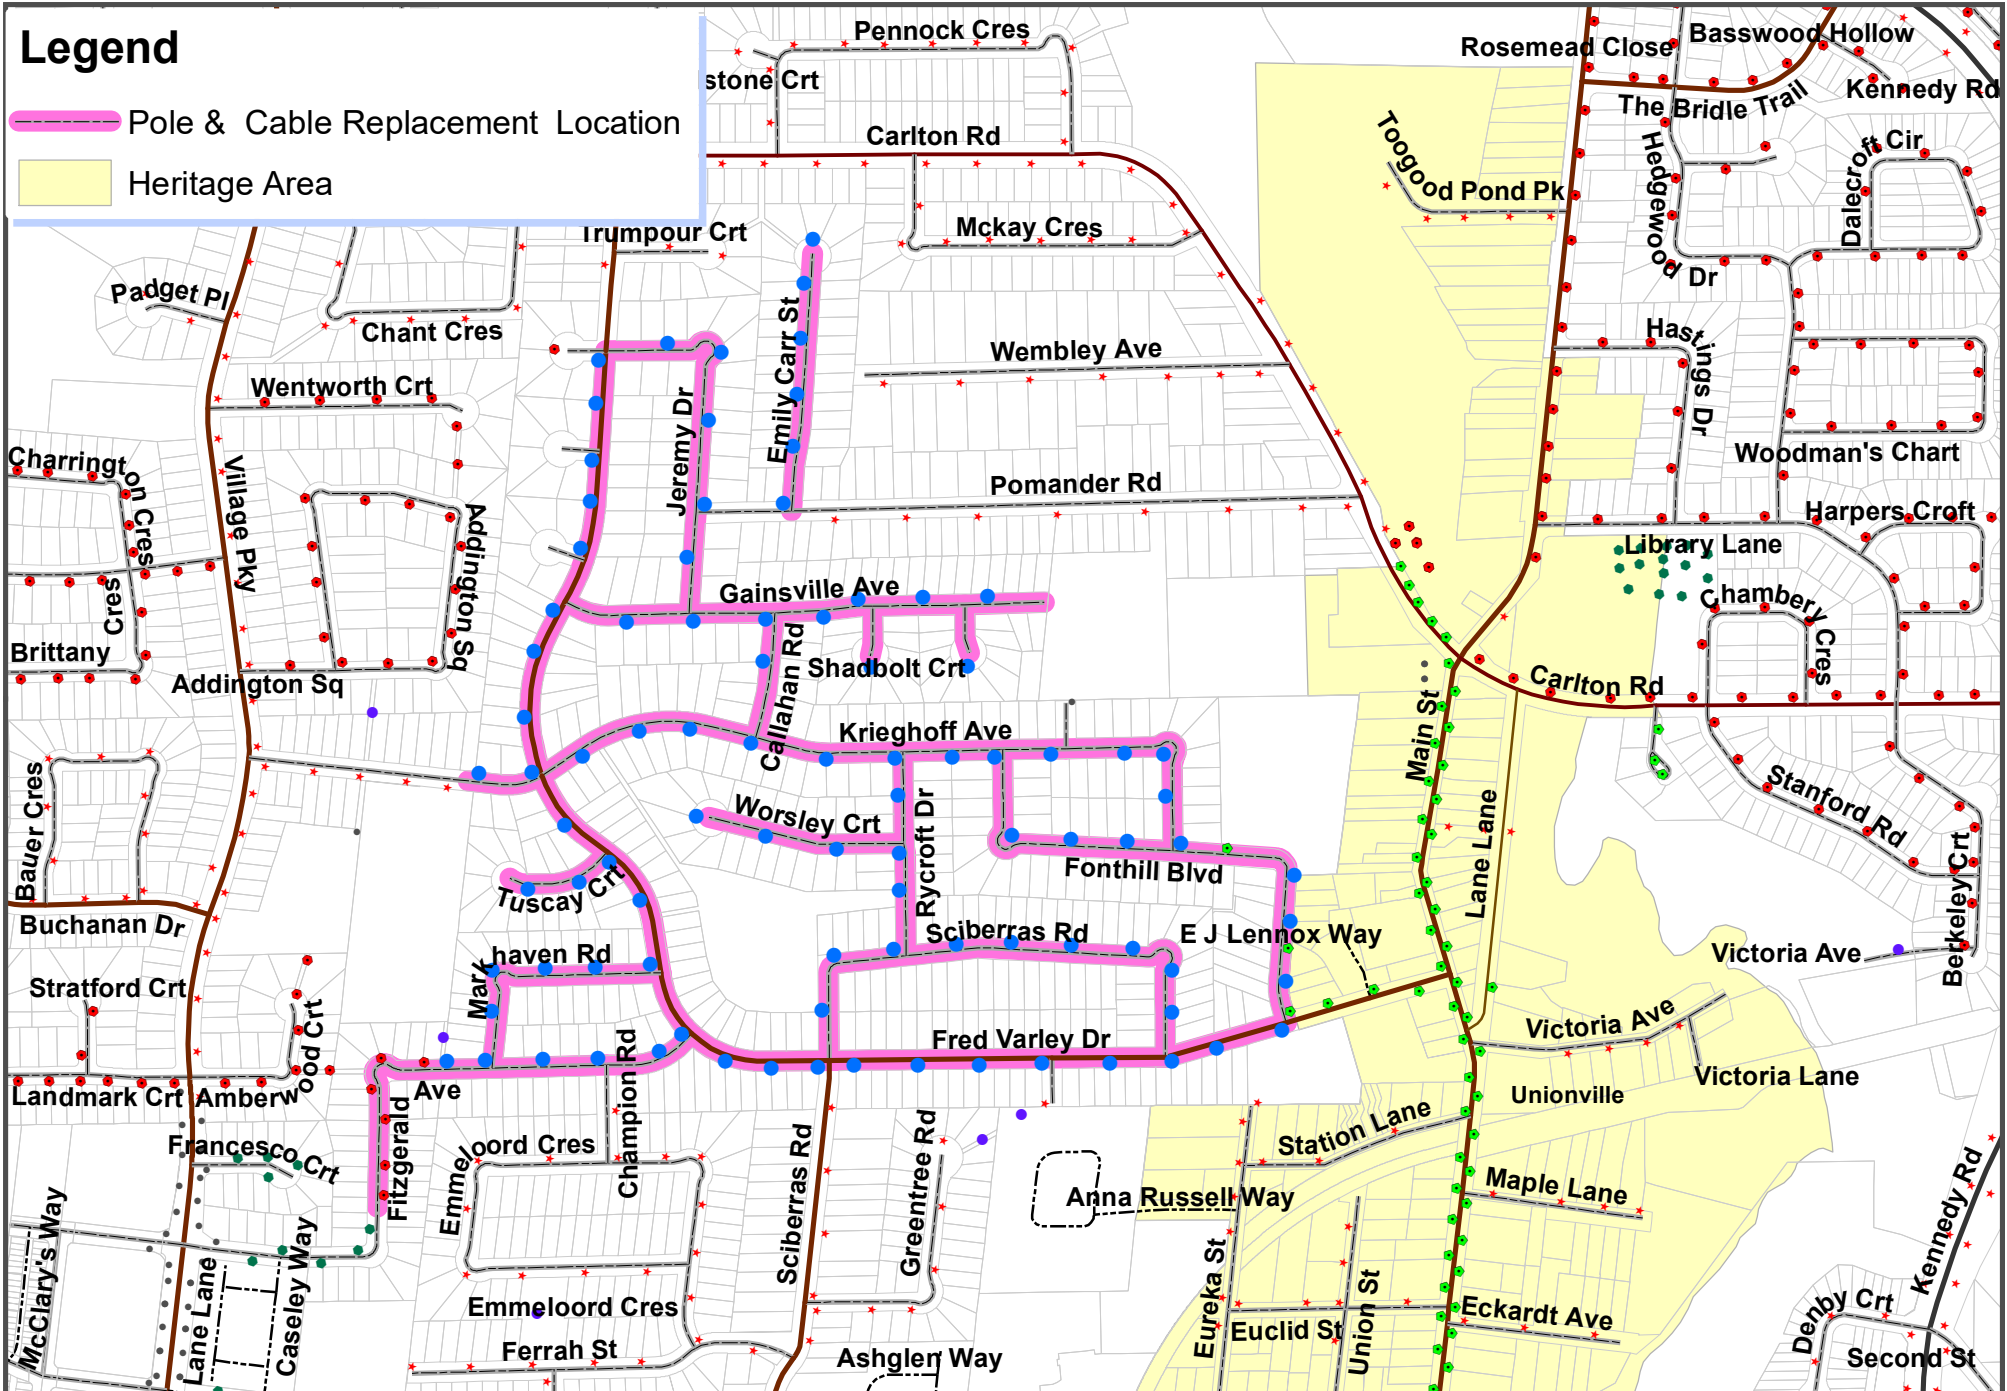 Legend
Pole & Cable Replacement Location
Heritage Area
Pennock Cres
stone Crt
Carlton Rd
Rosemead Close
Basswood Hollow
Kennedy Rd
The Bridle Trail
Toogood Pond Pk
Hedgewood Dr
Dalecroft Cir
Trumpour Crt
Mckay Cres
Padget Pl
Chant Cres
Emily Carr St
Wembley Ave
Hastings Dr
Wentworth Crt
Jeremy Dr
Woodman's Chart
Charrington Cres
Village Pky
Pomander Rd
Harpers Croft
Addington Sq
Library Lane
Cres
Gainsville Ave
Chambery Cres
Brittany
Addington Sq
Callahan Rd
Shadbolt Crt
Carlton Rd
Main St
Krieghoff Ave
Bauer Cres
Worsley Crt
Rycroft Dr
Lane Lane
Stanford Rd
Fonthill Blvd
Tuscay Crt
Buchanan Dr
Sciberras Rd
E J Lennox Way
Victoria Ave
Berkeley Crt
Markhaven Rd
Stratford Crt
Amberwood Crt
Fred Varley Dr
Victoria Ave
Victoria Lane
Landmark Crt
Ave
Unionville
Champion Rd
Fitzgerald
Station Lane
Francesco Crt
Emmeloord Cres
Sciberras Rd
Greentree Rd
Anna Russell Way
Maple Lane
McClary's Way
Lane Lane
Caseley Way
Emmeloord Cres
Eureka St
Euclid St
Union St
Eckardt Ave
Kennedy Rd
Denby Crt
Ferrah St
Ashglen Way
Second St